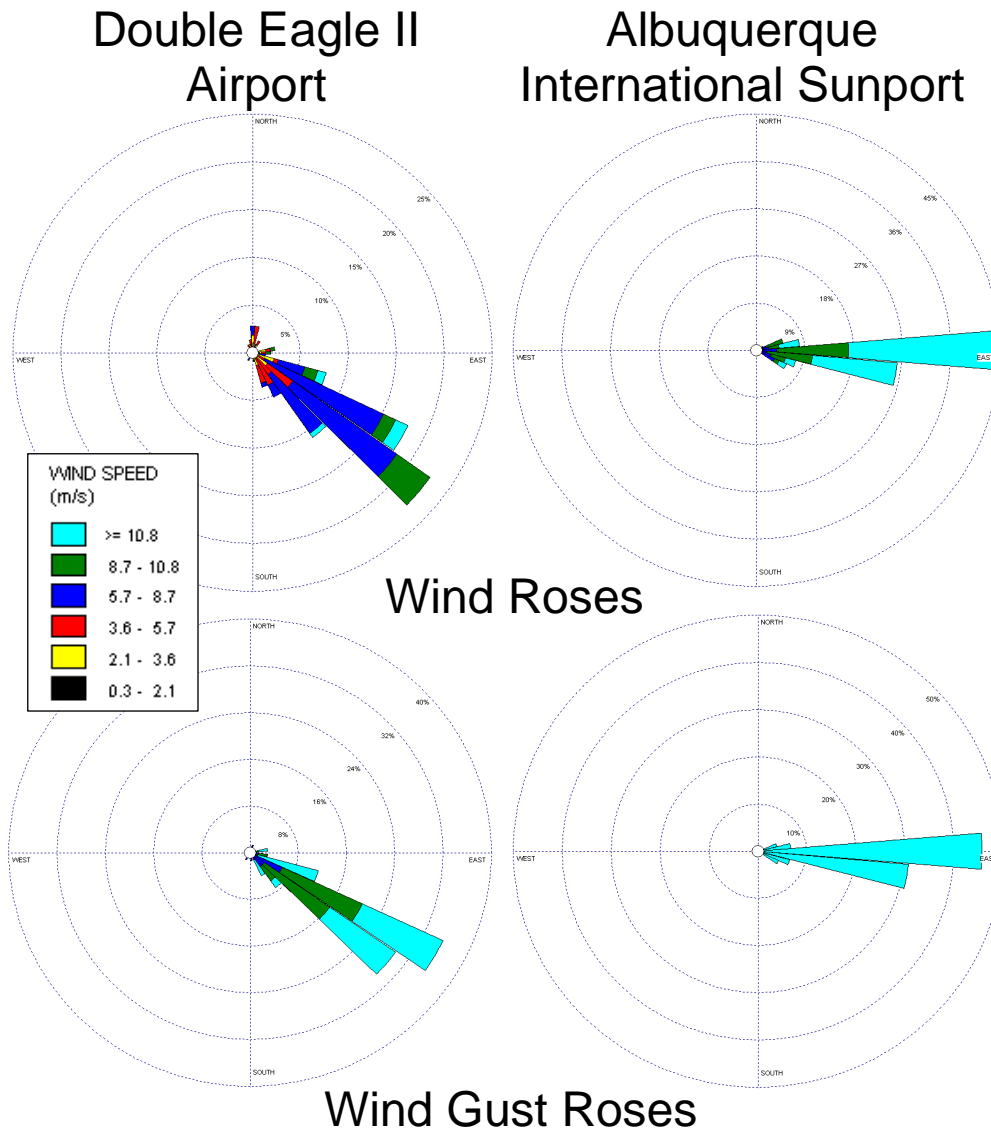 Double Eagle II
Airport
Albuquerque
International Sunport
NORTH
25%
20%
15%
10%
5%
WEST
EAST
SOUTH
NORTH
45%
36%
27%
18%
9%
WEST
EAST
SOUTH
WIND SPEED
(m/s)
>= 10.8
8.7 - 10.8
5.7 - 8.7
3.6 - 5.7
2.1 - 3.6
0.3 - 2.1
Wind Roses
NORTH
40%
32%
24%
16%
8%
WEST
EAST
SOUTH
NORTH
50%
40%
30%
20%
10%
WEST
EAS
SOUTH
Wind Gust Roses